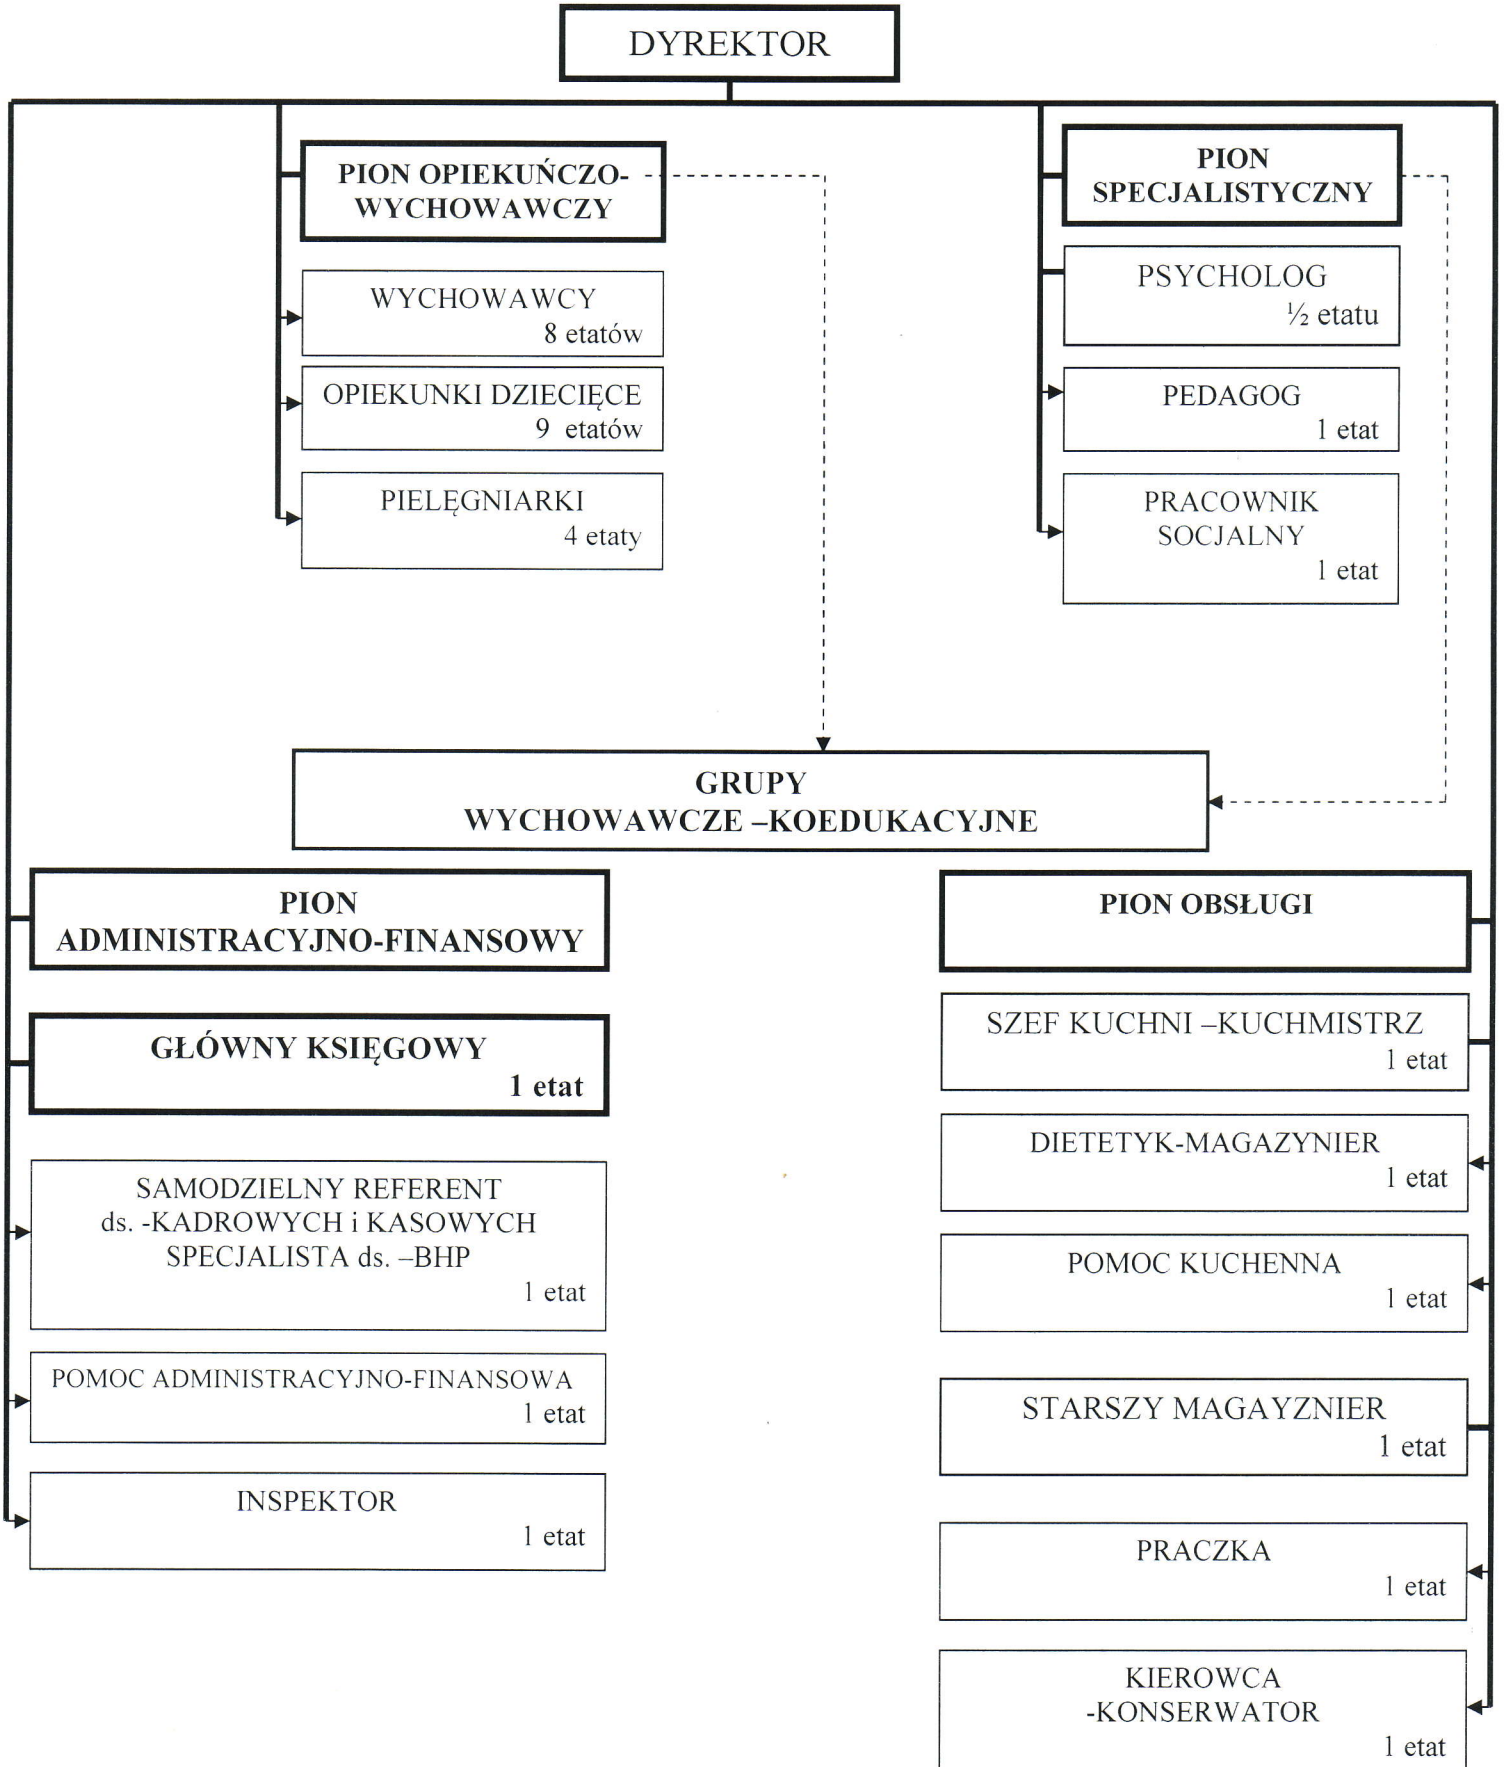 DYREKTOR
PION OPIEKUŃCZO-
WYCHOWAWCZY
WYCHOWAWCY
8 etatów
OPIEKUNKI DZIECIĘCE
9 etatów
PIELĘGNIARKI
4 etaty
PION
SPECJALISTYCZNY
PSYCHOLOG
½ etatu
PEDAGOG
1 etat
PRACOWNIK
SOCJALNY
1 etat
GRUPY
WYCHOWAWCZE –KOEDUKACYJNE
PION
ADMINISTRACYJNO-FINANSOWY
GŁÓWNY KSIĘGOWY
1 etat
SAMODZIELNY REFERENT
ds. -KADROWYCH i KASOWYCH
SPECJALISTA ds. –BHP
1 etat
POMOC ADMINISTRACYJNO-FINANSOWA
1 etat
INSPEKTOR
1 etat
PION OBSŁUGI
SZEF KUCHNI –KUCHMISTRZ
1 etat
DIETETYK-MAGAZYNIER
1 etat
POMOC KUCHENNA
1 etat
STARSZY MAGAYZNIER
1 etat
PRACZKA
1 etat
KIEROWCA
-KONSERWATOR
1 etat